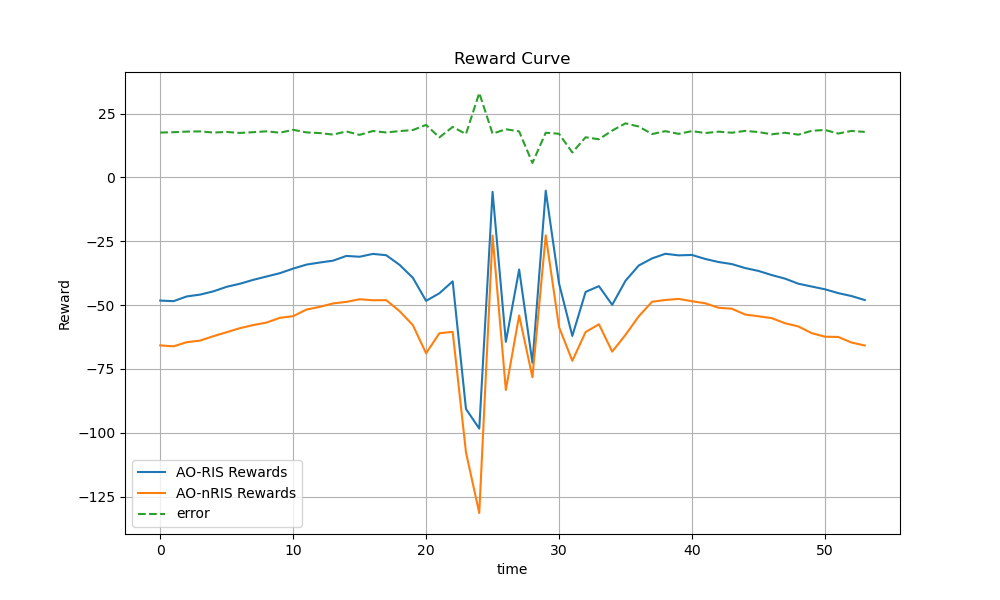 Reward Curve
25
0
−25
−50
−75
−100
−125
Reward
AO-RIS Rewards
AO-nRIS Rewards
error
0 10 20 30 40 50
time